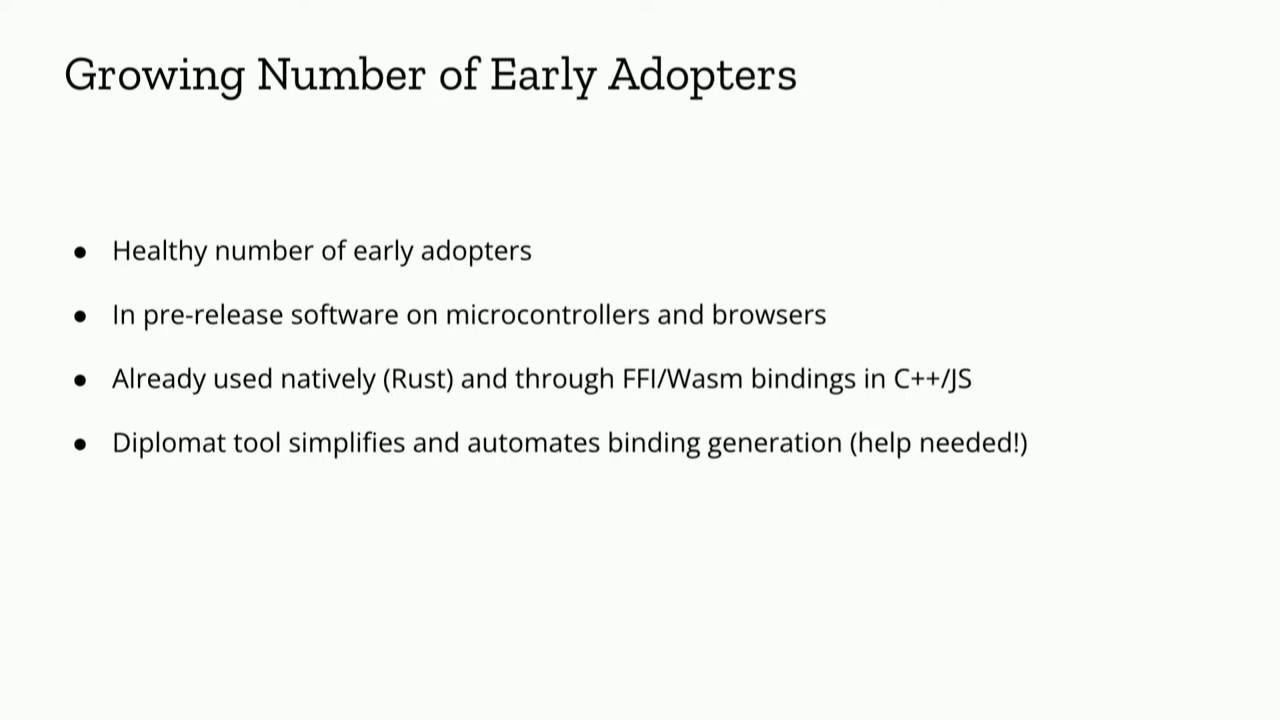 Growing Number of Early Adopters
● Healthy number of early adopters
● In pre-release software on microcontrollers and browsers
● Already used natively (Rust) and through FFI/Wasm bindings in C++/JS
● Diplomat tool simplifies and automates binding generation (help needed!)